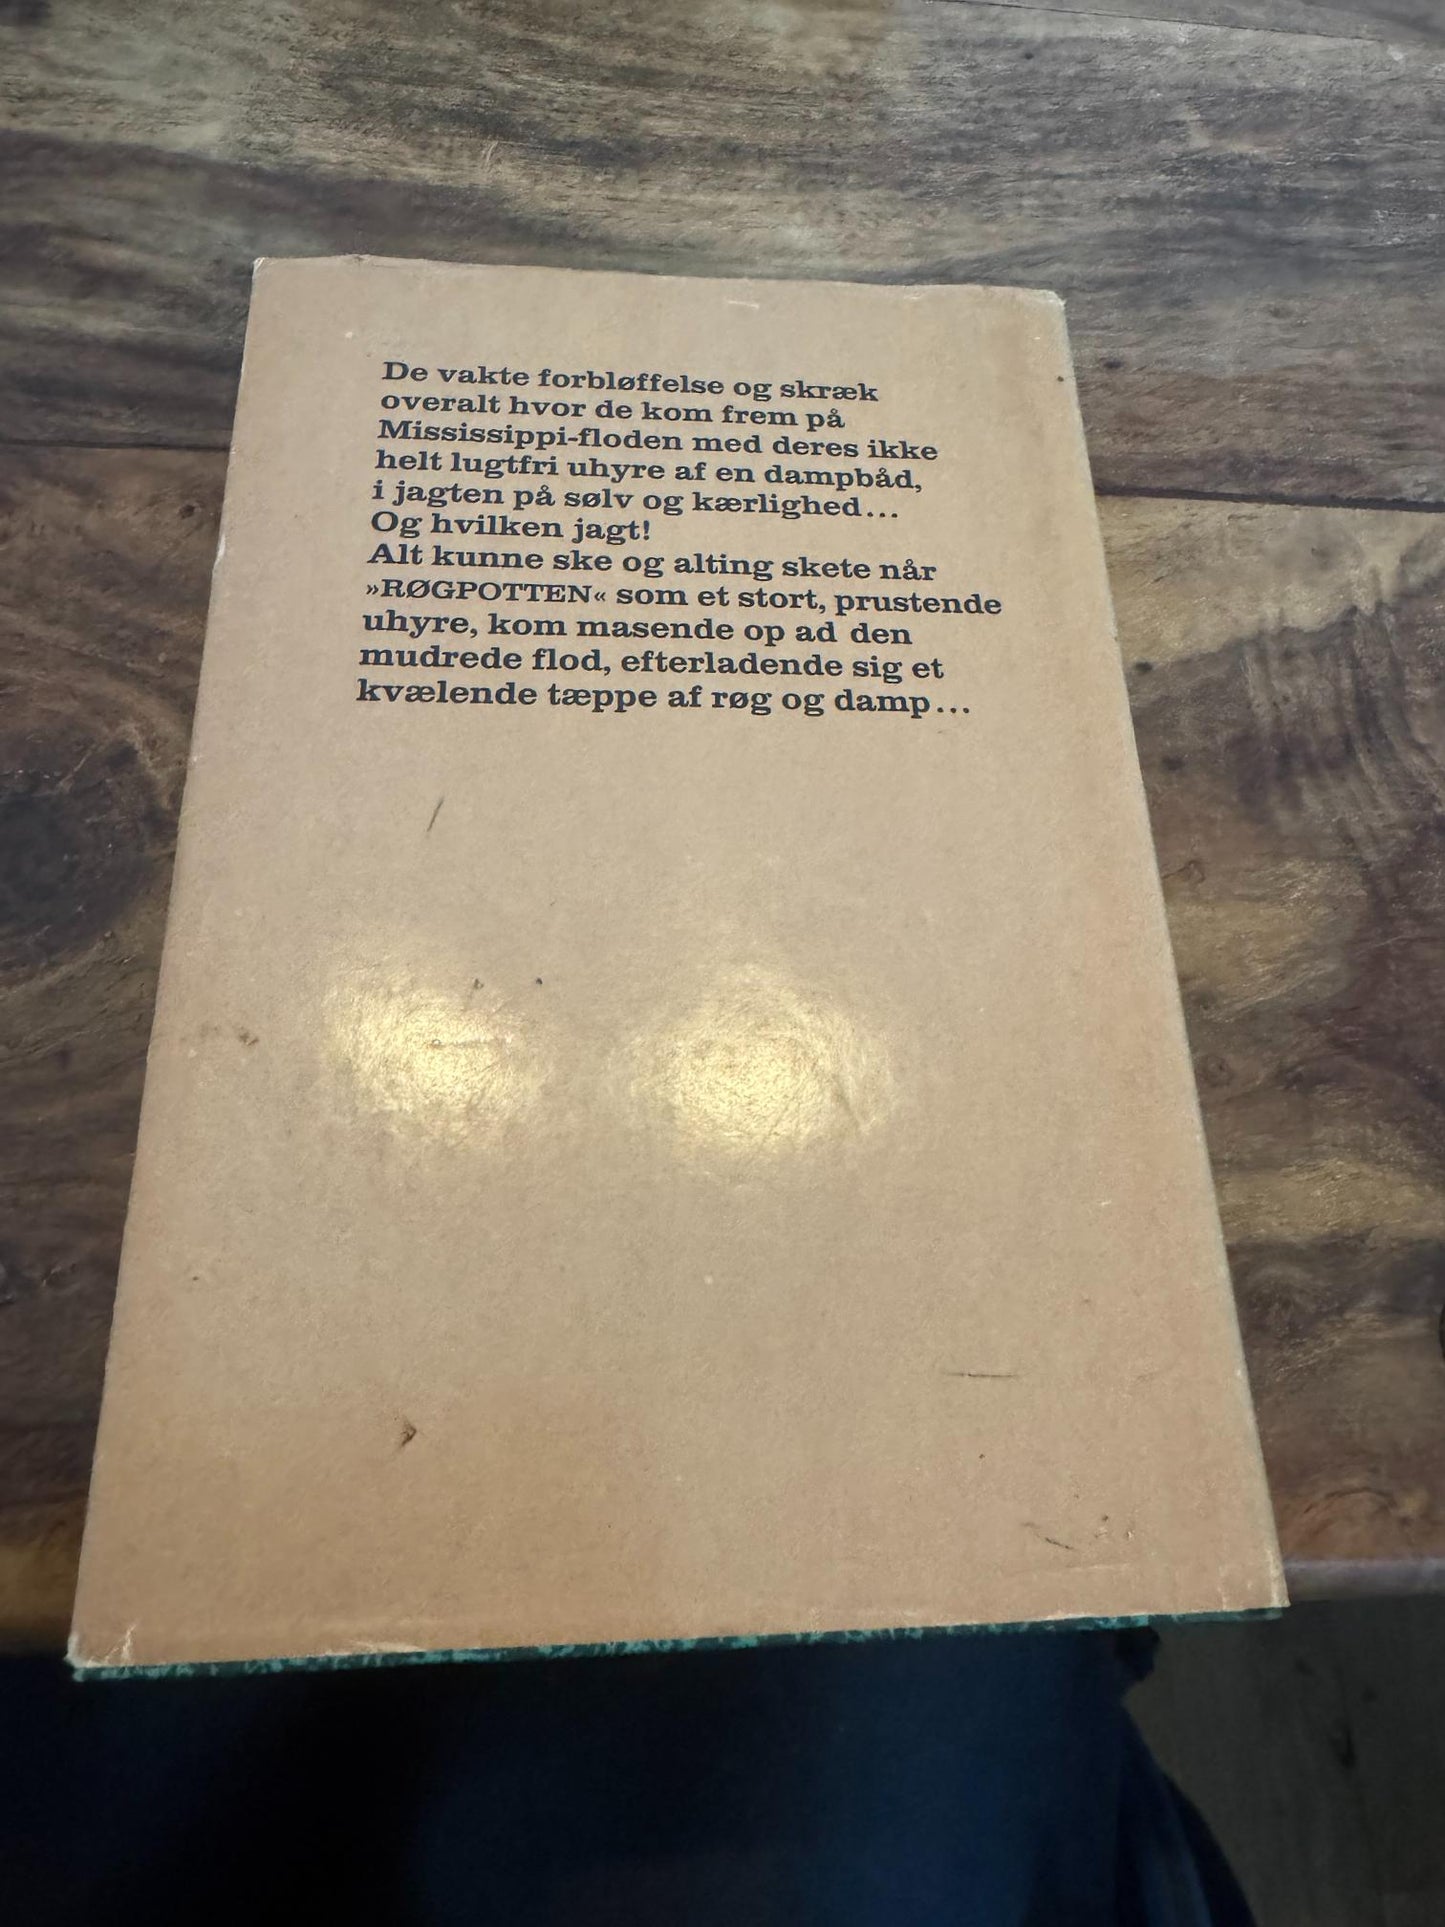 De vakte forbløffelse og skræk
overalt hvor de kom frem på
Mississippi-floden med deres ikke
helt lugtfri uhyre af en dampbåd,
i jagten på sølv og kærlighed...
Og hvilken jagt!
Alt kunne ske og alting skete når
»RØGPOTTEN« som et stort, prustende
uhyre, kom masende op ad den
mudrede flod, efterladende sig et
kvælende tæppe af røg og damp...